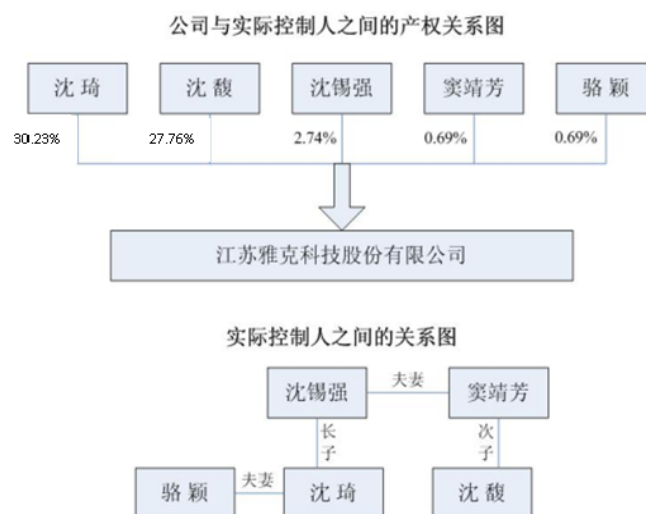 公司与实际控制人之间的产权关系图
沈 琦
沈 馥
沈锡强
窦靖芳
骆 颖
30.23%
27.76%
2.74%
0.69%
0.69%
江苏雅克科技股份有限公司
实际控制人之间的关系图
沈锡强
夫妻
窦靖芳
长子
次子
骆 颖
夫妻
沈 琦
沈 馥